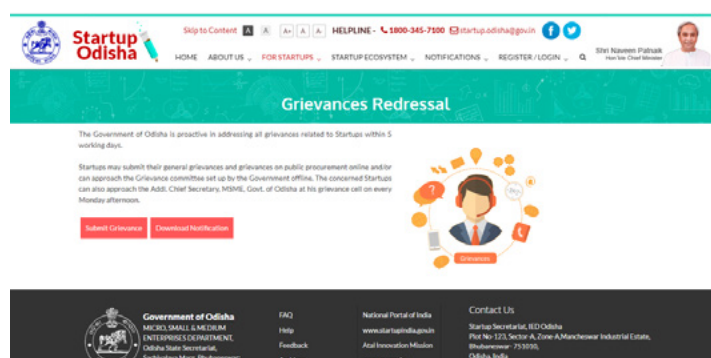 Skip to Content A A A+ A A- HELPLINE - 1800-345-7100 startup.odisha@gov.in
Startup
Odisha
HOME ABOUT US FOR STARTUPS STARTUP ECOSYSTEM NOTIFICATIONS REGISTER / LOGIN
Shri Naveen Patnaik
Hon'ble Chief Minister
Grievances Redressal
The Government of Odisha is proactive in addressing all grievances related to Startups within 5
working days.
Startups may submit their general grievances and grievances on public procurement online and/or
can approach the Grievance committee set up by the Government offline. The concerned Startups
can also approach the Addl. Chief Secretary, MSME, Govt. of Odisha at his grievance cell on every
Monday afternoon.
Submit Grievance Download Notification
Grievances
Government of Odisha
MICRO, SMALL & MEDIUM
ENTERPRISES DEPARTMENT,
Odisha State Secretariat,
FAQ
Help
Feedback
National Portal of India
www.startupindia.gov.in
Atal Innovation Mission
Contact Us
Startup Secretariat, IED Odisha
Plot No-123, Sector-A, Zone-A,Mancheswar Industrial Estate,
Bhubaneswar- 751010,
Odisha, India